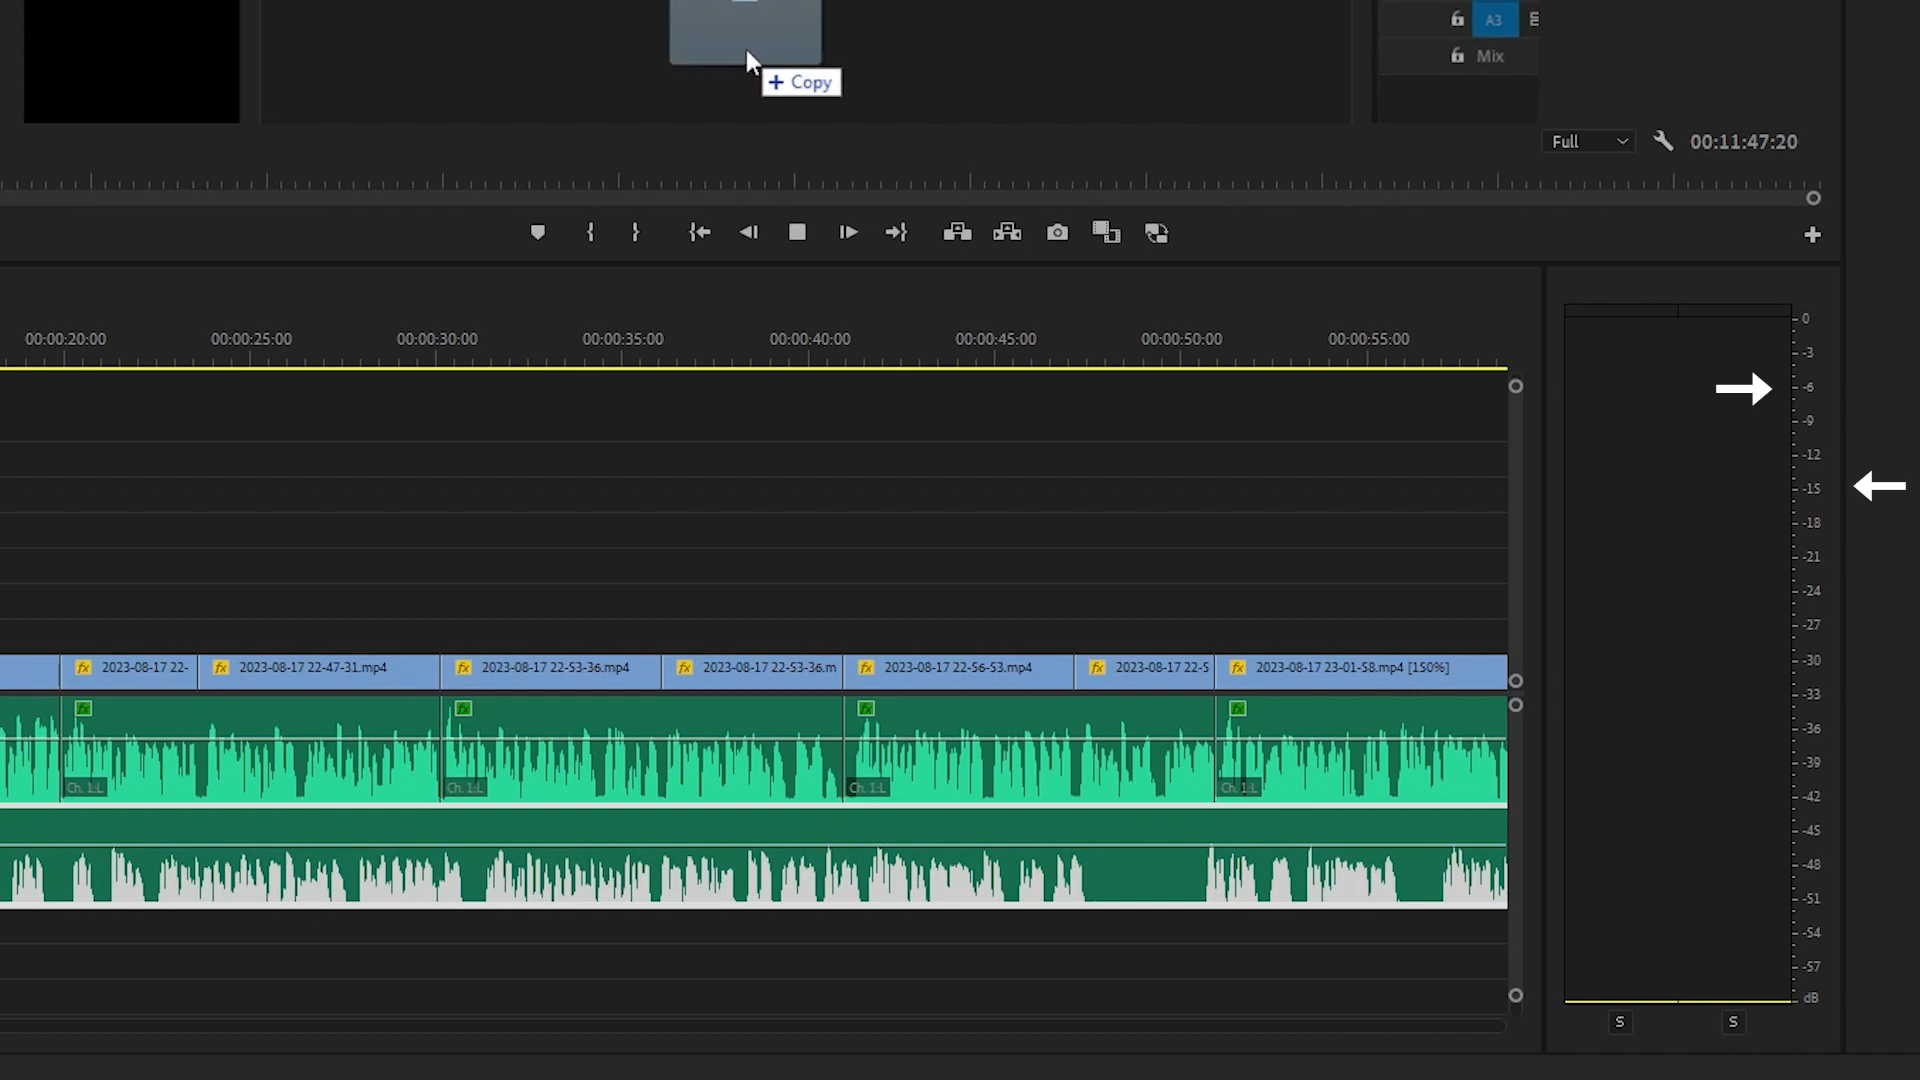 A3
Mix
+ Copy
Full
00:11:47:20
00:00:20:00 00:00:25:00 00:00:30:00 00:00:35:00 00:00:40:00 00:00:45:00 00:00:50:00 00:00:55:00
0
-3
-6
-9
-12
-15
-18
-21
-24
-27
-30
-33
-36
-39
-42
-45
-48
-51
-54
-57
dB
fx 2023-08-17 22- fx 2023-08-17 22-47-31.mp4 fx 2023-08-17 22-53-36.mp4 fx 2023-08-17 22-53-36.m fx 2023-08-17 22-56-53.mp4 fx 2023-08-17 22-5 fx 2023-08-17 23-01-58.mp4 [150%]
fx fx fx fx
Ch. 1:L Ch. 1:L Ch. 1:L Ch. 1:L
S S